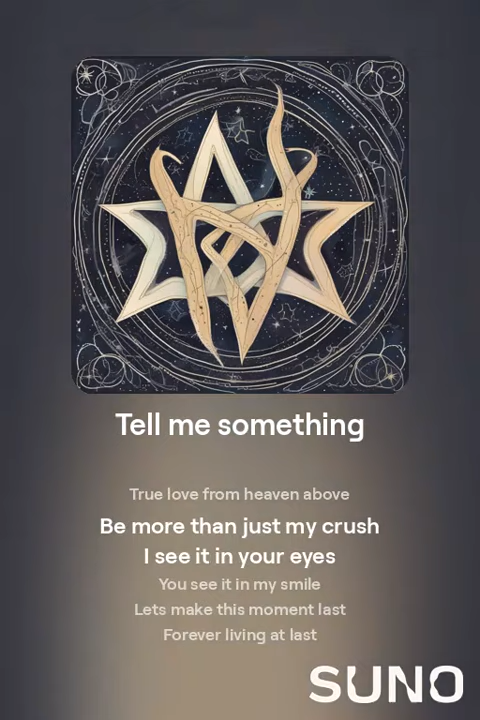 Tell me something
True love from heaven above
Be more than just my crush
I see it in your eyes
You see it in my smile
Lets make this moment last
Forever living at last
SUNO